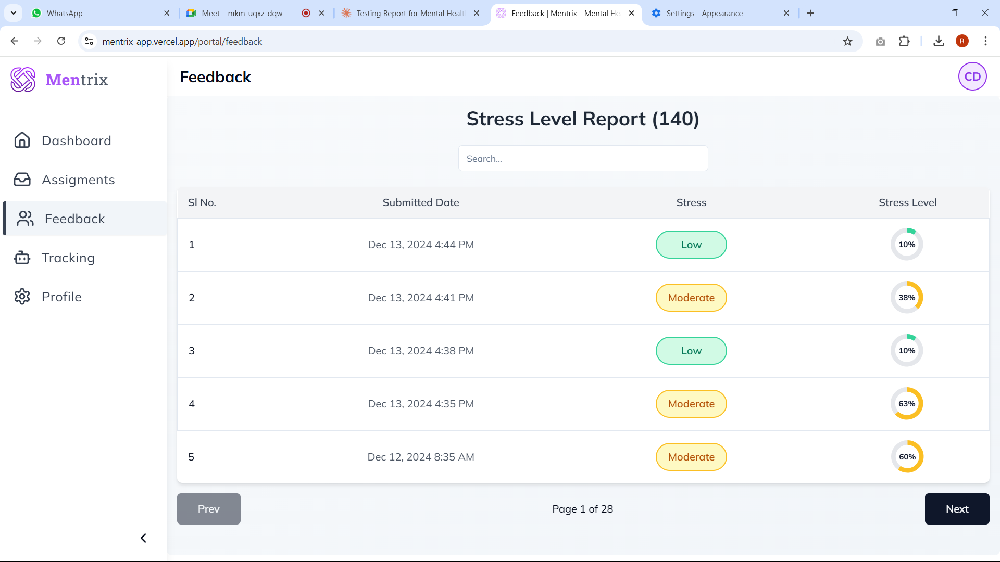 WhatsApp
Meet – mkm-uqxz-dqw
Testing Report for Mental Healt
Feedback | Mentrix - Mental He
Settings - Appearance
mentrix-app.vercel.app/portal/feedback
R
Mentrix
Feedback
CD
Stress Level Report (140)
Search...
Dashboard
Assigments
Feedback
Tracking
Profile
Sl No. Submitted Date Stress Stress Level
1 Dec 13, 2024 4:44 PM Low 10%
2 Dec 13, 2024 4:41 PM Moderate 38%
3 Dec 13, 2024 4:38 PM Low 10%
4 Dec 13, 2024 4:35 PM Moderate 63%
5 Dec 12, 2024 8:35 AM Moderate 60%
Prev Page 1 of 28 Next